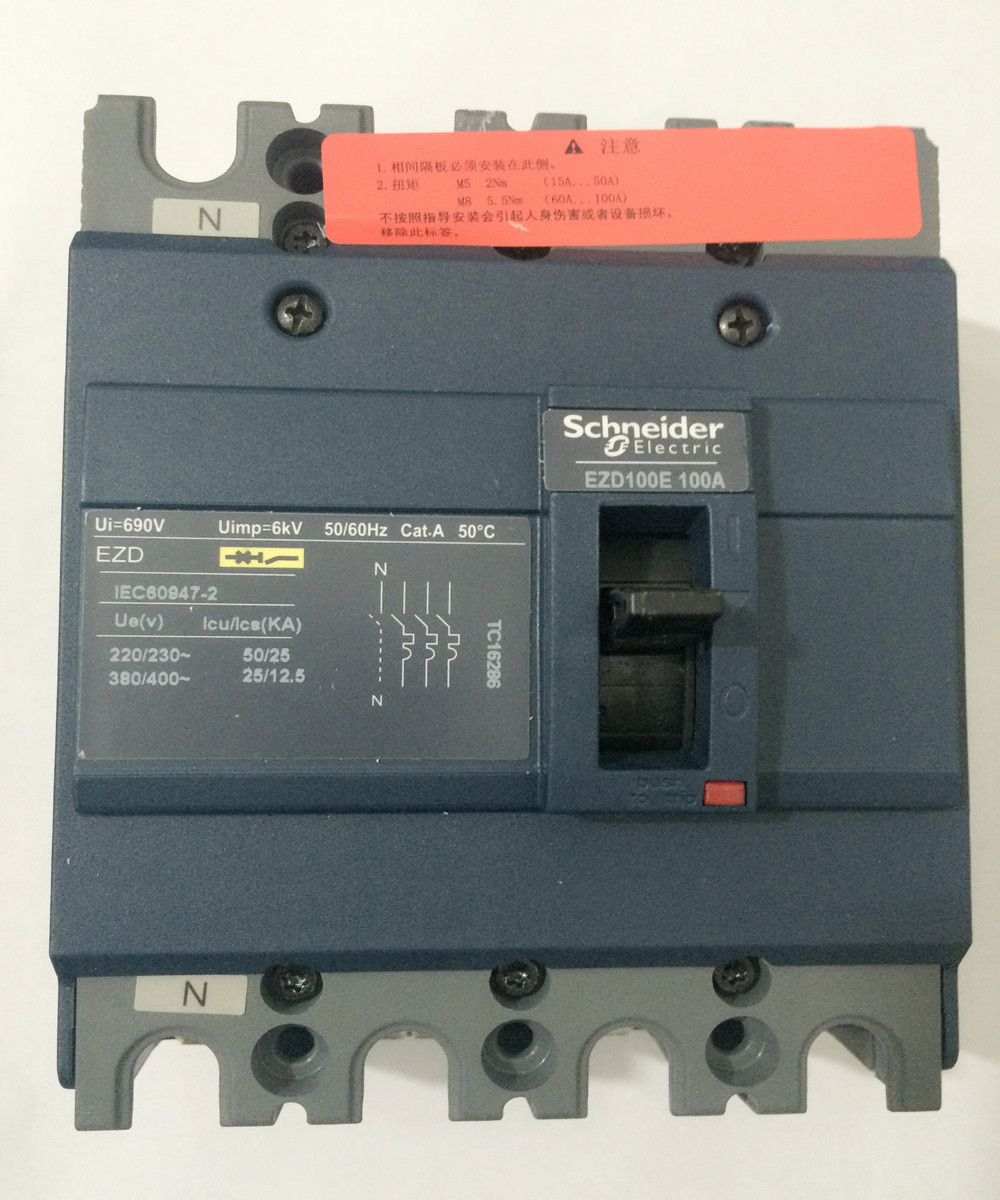 注意
1. 相间隔板必须安装在此侧。
2. 扭矩 M5 2Nm (15A...50A)
M8 5.5Nm (60A...100A)
不按照指导安装会引起人身伤害或者设备损坏。
移除此标签。
N
Schneider
Electric
EZD100E 100A
Ui=690V Uimp=6kV 50/60Hz Cat.A 50°C
EZD
IEC60947-2
Ue(v) Icu/Ics(KA)
220/230~ 50/25
380/400~ 25/12.5
N
N
TC16286
I
O
push
to trip
N